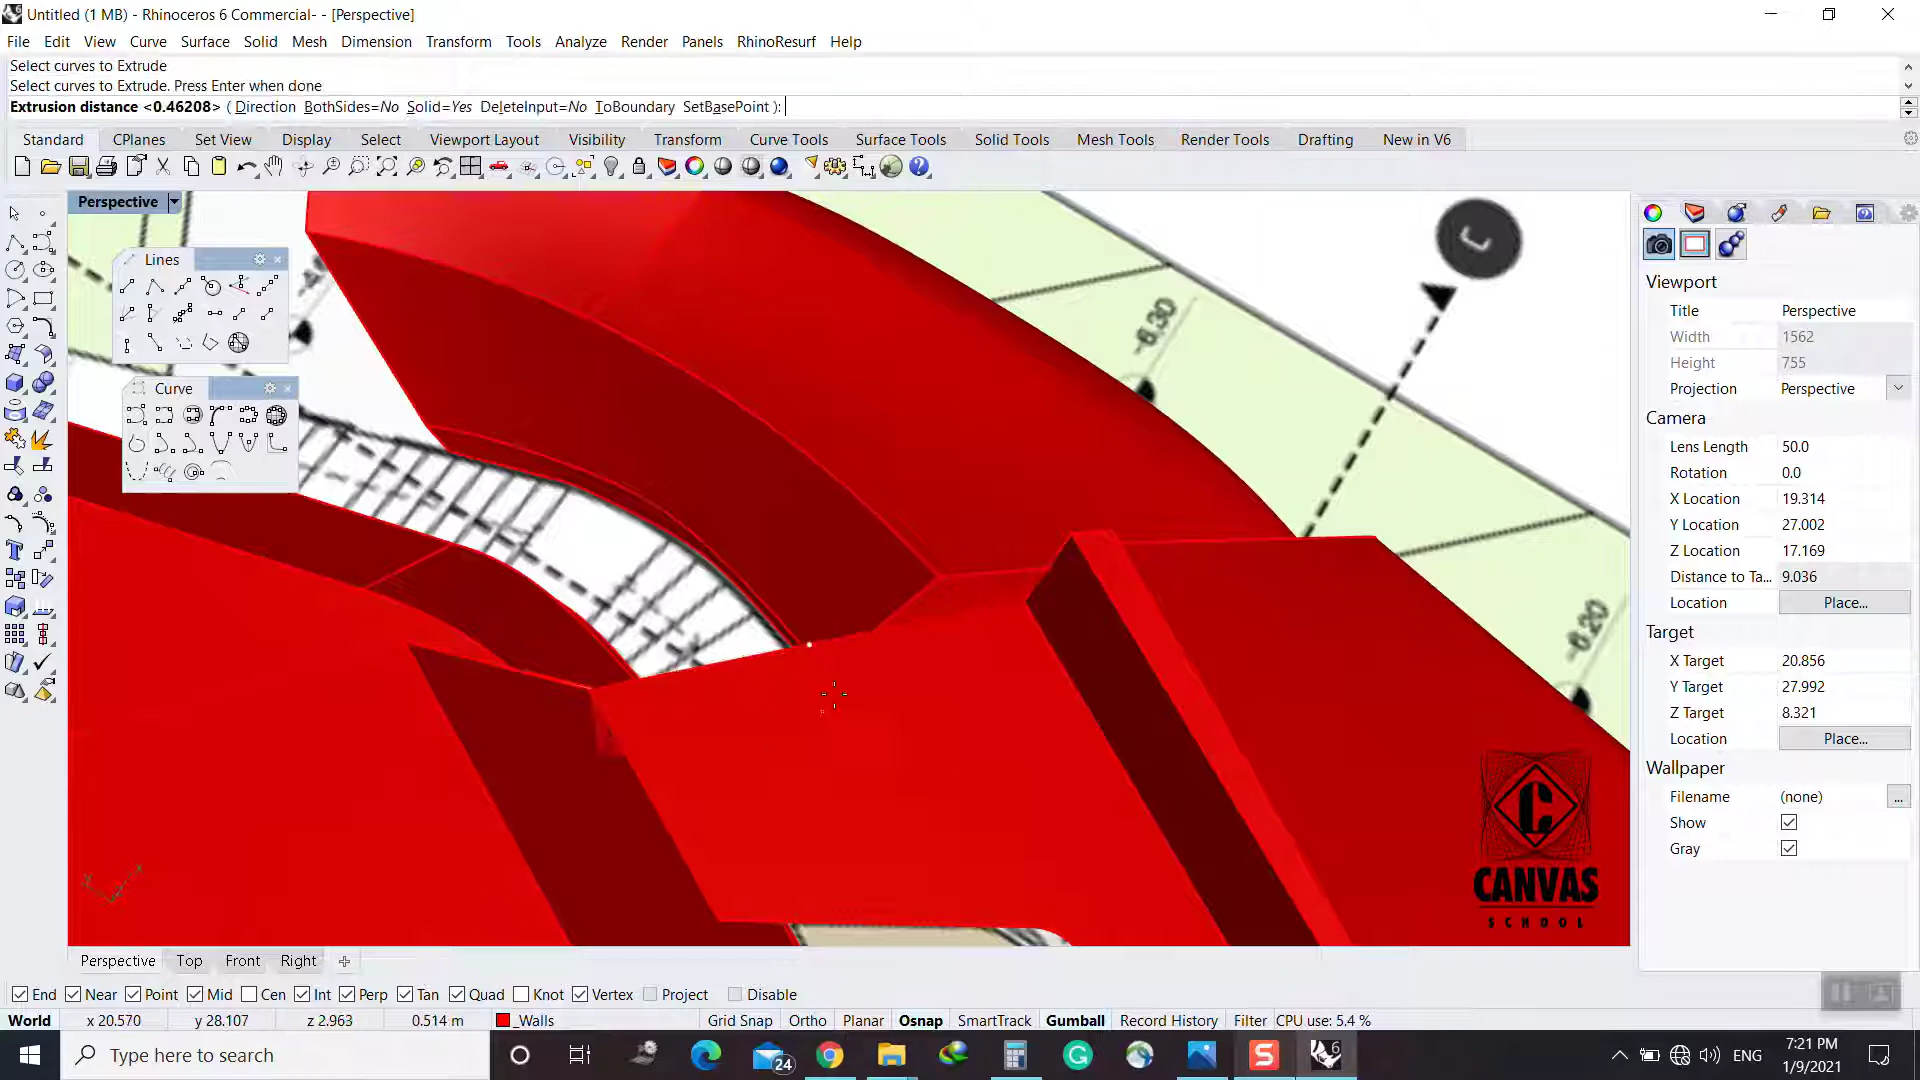 Untitled (1 MB) - Rhinoceros 6 Commercial- - [Perspective]
File Edit View Curve Surface Solid Mesh Dimension Transform Tools Analyze Render Panels RhinoResurf Help
Select curves to Extrude
Select curves to Extrude. Press Enter when done
Extrusion distance <0.46208> ( Direction BothSides=No Solid=Yes DeleteInput=No ToBoundary SetBasePoint ):
Standard CPlanes Set View Display Select Viewport Layout Visibility Transform Curve Tools Surface Tools Solid Tools Mesh Tools Render Tools Drafting New in V6
Perspective
Lines
Curve
C
-6.30
-6.20
CANVAS
SCHOOL
Viewport
Title Perspective
Width 1562
Height 755
Projection Perspective
Camera
Lens Length 50.0
Rotation 0.0
X Location 19.314
Y Location 27.002
Z Location 17.169
Distance to Ta... 9.036
Location Place...
Target
X Target 20.856
Y Target 27.992
Z Target 8.321
Location Place...
Wallpaper
Filename (none) ...
Show
Gray
Perspective Top Front Right
End Near Point Mid Cen Int Perp Tan Quad Knot Vertex Project Disable
World x 20.570 y 28.107 z 2.963 0.514 m _Walls Grid Snap Ortho Planar Osnap SmartTrack Gumball Record History Filter CPU use: 5.4 %
Type here to search
24
ENG
7:21 PM
1/9/2021